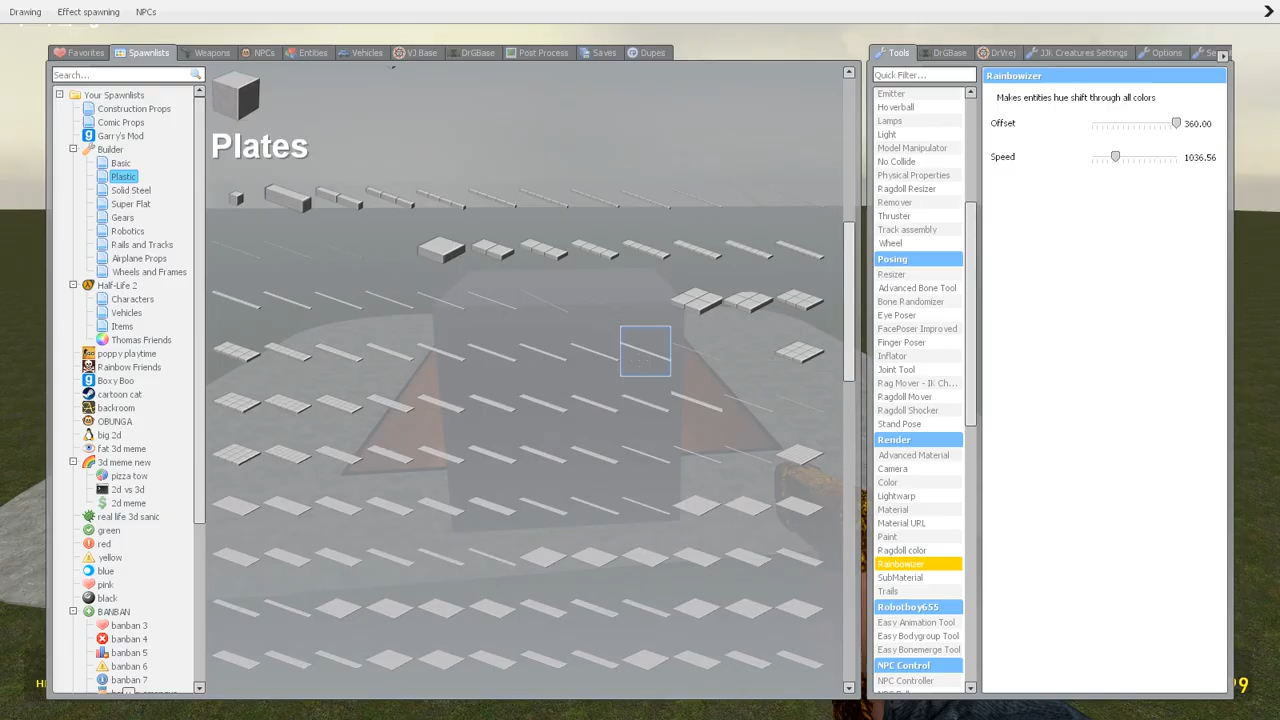 Drawing Effect spawning NPCs
Favorites Spawnlists Weapons NPCs Entities Vehicles VJ Base DrGBase Post Process Saves Dupes
Search...
Your Spawnlists
Construction Props
Comic Props
Garry's Mod
Builder
Basic
Plastic
Solid Steel
Super Flat
Gears
Robotics
Rails and Tracks
Airplane Props
Wheels and Frames
Half-Life 2
Characters
Vehicles
Items
Thomas Friends
poppy playtime
Rainbow Friends
Boxy Boo
cartoon cat
backroom
OBUNGA
big 2d
fat 3d meme
3d meme new
pizza tow
2d vs 3d
2d meme
real life 3d sanic
green
red
yellow
blue
pink
black
BANBAN
banban 3
banban 4
banban 5
banban 6
banban 7
Plates
Tools DrGBase DrVrej JJK Creatures Settings Options Se
Quick Filter...
Emitter
Hoverball
Lamps
Light
Model Manipulator
No Collide
Physical Properties
Ragdoll Resizer
Remover
Thruster
Track assembly
Wheel
Posing
Resizer
Advanced Bone Tool
Bone Randomizer
Eye Poser
FacePoser Improved
Finger Poser
Inflator
Joint Tool
Rag Mover - IK Ch...
Ragdoll Mover
Ragdoll Shocker
Stand Pose
Render
Advanced Material
Camera
Color
Lightwarp
Material
Material URL
Paint
Ragdoll color
Rainbowizer
SubMaterial
Trails
Robotboy655
Easy Animation Tool
Easy Bodygroup Tool
Easy Bonemerge Tool
NPC Control
NPC Controller
Rainbowizer
Makes entities hue shift through all colors
Offset 360.00
Speed 1036.56